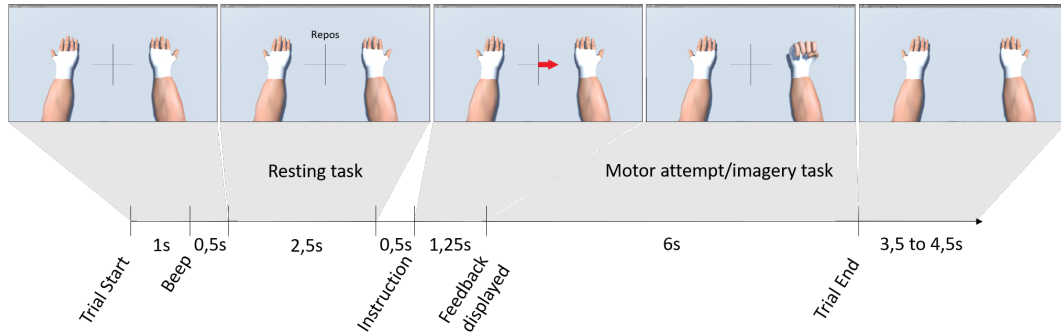 Repos
Resting task
Motor attempt/imagery task
1s
0,5s
2,5s
0,5s
1,25s
6s
3,5 to 4,5s
Trial Start
Beep
Instruction
Feedback
displayed
Trial End